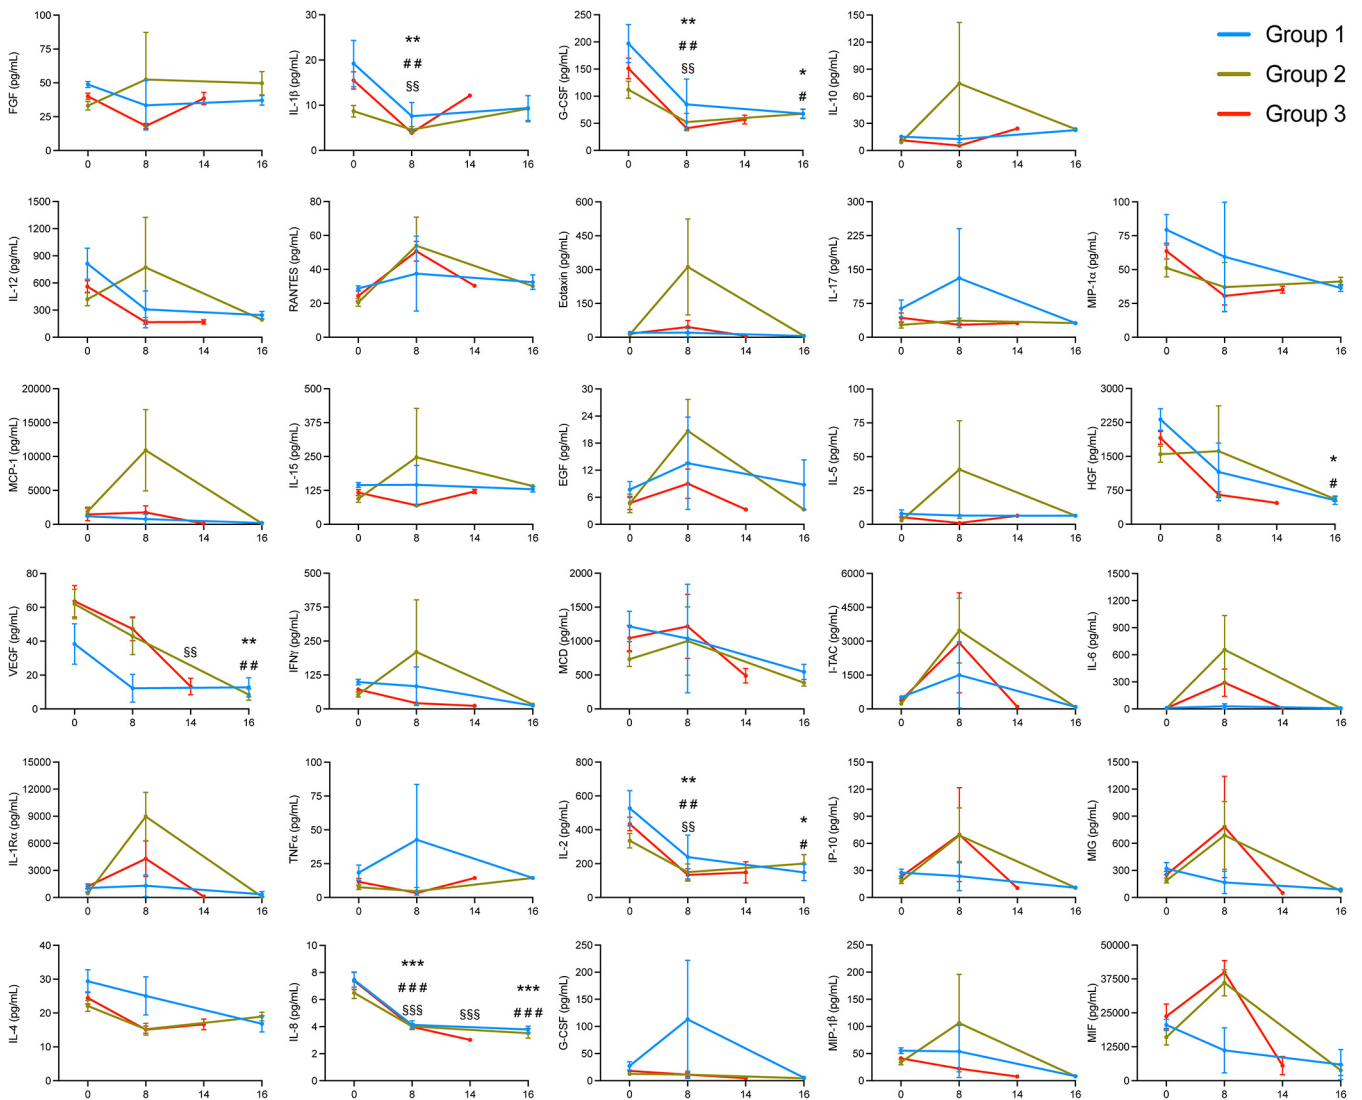 FGF (pg/mL)
100
75
50
25
0
0 8 14 16
IL-1β (pg/mL)
30
20
10
0
**
##
§§
0 8 14 16
G-CSF (pg/mL)
250
200
150
100
50
0
**
##
§§
*
#
0 8 14 16
IL-10 (pg/mL)
150
120
90
60
30
0
0 8 14 16
Group 1
Group 2
Group 3
IL-12 (pg/mL)
1500
1200
900
600
300
0
0 8 14 16
RANTES (pg/mL)
80
60
40
20
0
0 8 14 16
Eotaxin (pg/mL)
600
450
300
150
0
0 8 14 16
IL-17 (pg/mL)
300
225
150
75
0
0 8 14 16
MIP-1α (pg/mL)
100
75
50
25
0
0 8 14 16
MCP-1 (pg/mL)
20000
15000
10000
5000
0
0 8 14 16
IL-15 (pg/mL)
500
375
250
125
0
0 8 14 16
EGF (pg/mL)
30
24
18
12
6
0
0 8 14 16
IL-5 (pg/mL)
100
75
50
25
0
0 8 14 16
HGF (pg/mL)
3000
2250
1500
750
0
*
#
0 8 14 16
VEGF (pg/mL)
80
60
40
20
0
§§
**
##
0 8 14 16
IFNγ (pg/mL)
500
375
250
125
0
0 8 14 16
MCD (pg/mL)
2000
1500
1000
500
0
0 8 14 16
I-TAC (pg/mL)
6000
4500
3000
1500
0
0 8 14 16
IL-6 (pg/mL)
1500
1200
900
600
300
0
0 8 14 16
IL-1Rα (pg/mL)
15000
12000
9000
6000
3000
0
0 8 14 16
TNFα (pg/mL)
100
75
50
25
0
0 8 14 16
IL-2 (pg/mL)
800
600
400
200
0
**
##
§§
*
#
0 8 14 16
IP-10 (pg/mL)
150
120
90
60
30
0
0 8 14 16
MIG (pg/mL)
1500
1200
900
600
300
0
0 8 14 16
IL-4 (pg/mL)
40
30
20
10
0
0 8 14 16
IL-8 (pg/mL)
10
8
6
4
2
0
***
###
§§§
§§§
***
###
0 8 14 16
G-CSF (pg/mL)
250
200
150
100
50
0
0 8 14 16
MIP-1β (pg/mL)
250
200
150
100
50
0
0 8 14 16
MIF (pg/mL)
50000
37500
25000
12500
0
0 8 14 16